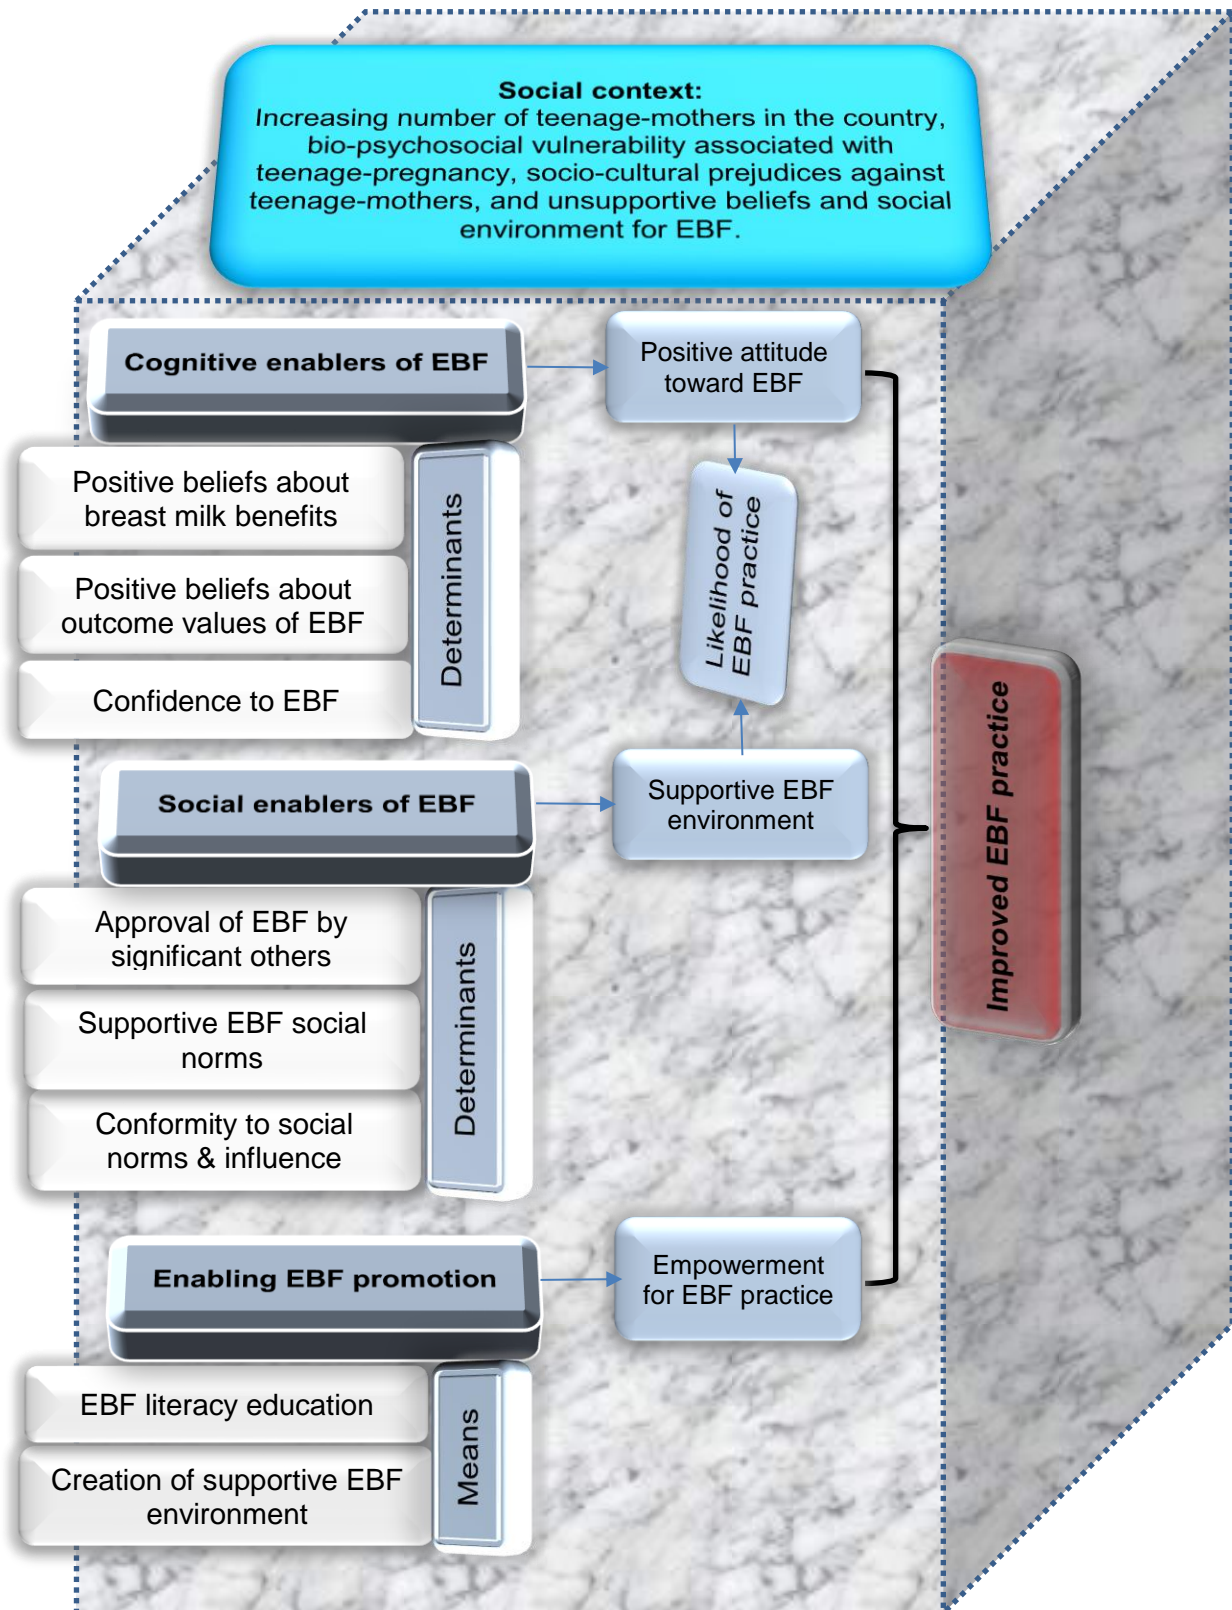 Social context:
Increasing number of teenage-mothers in the country,
bio-psychosocial vulnerability associated with
teenage-pregnancy, socio-cultural prejudices against
teenage-mothers, and unsupportive beliefs and social
environment for EBF.
Cognitive enablers of EBF
Positive attitude
toward EBF
Positive beliefs about
breast milk benefits
Positive beliefs about
outcome values of EBF
Confidence to EBF
Determinants
Likelihood of
EBF practice
Social enablers of EBF
Supportive EBF
environment
Improved EBF practice
Approval of EBF by
significant others
Supportive EBF social
norms
Conformity to social
norms & influence
Determinants
Enabling EBF promotion
Empowerment
for EBF practice
EBF literacy education
Creation of supportive EBF
environment
Means